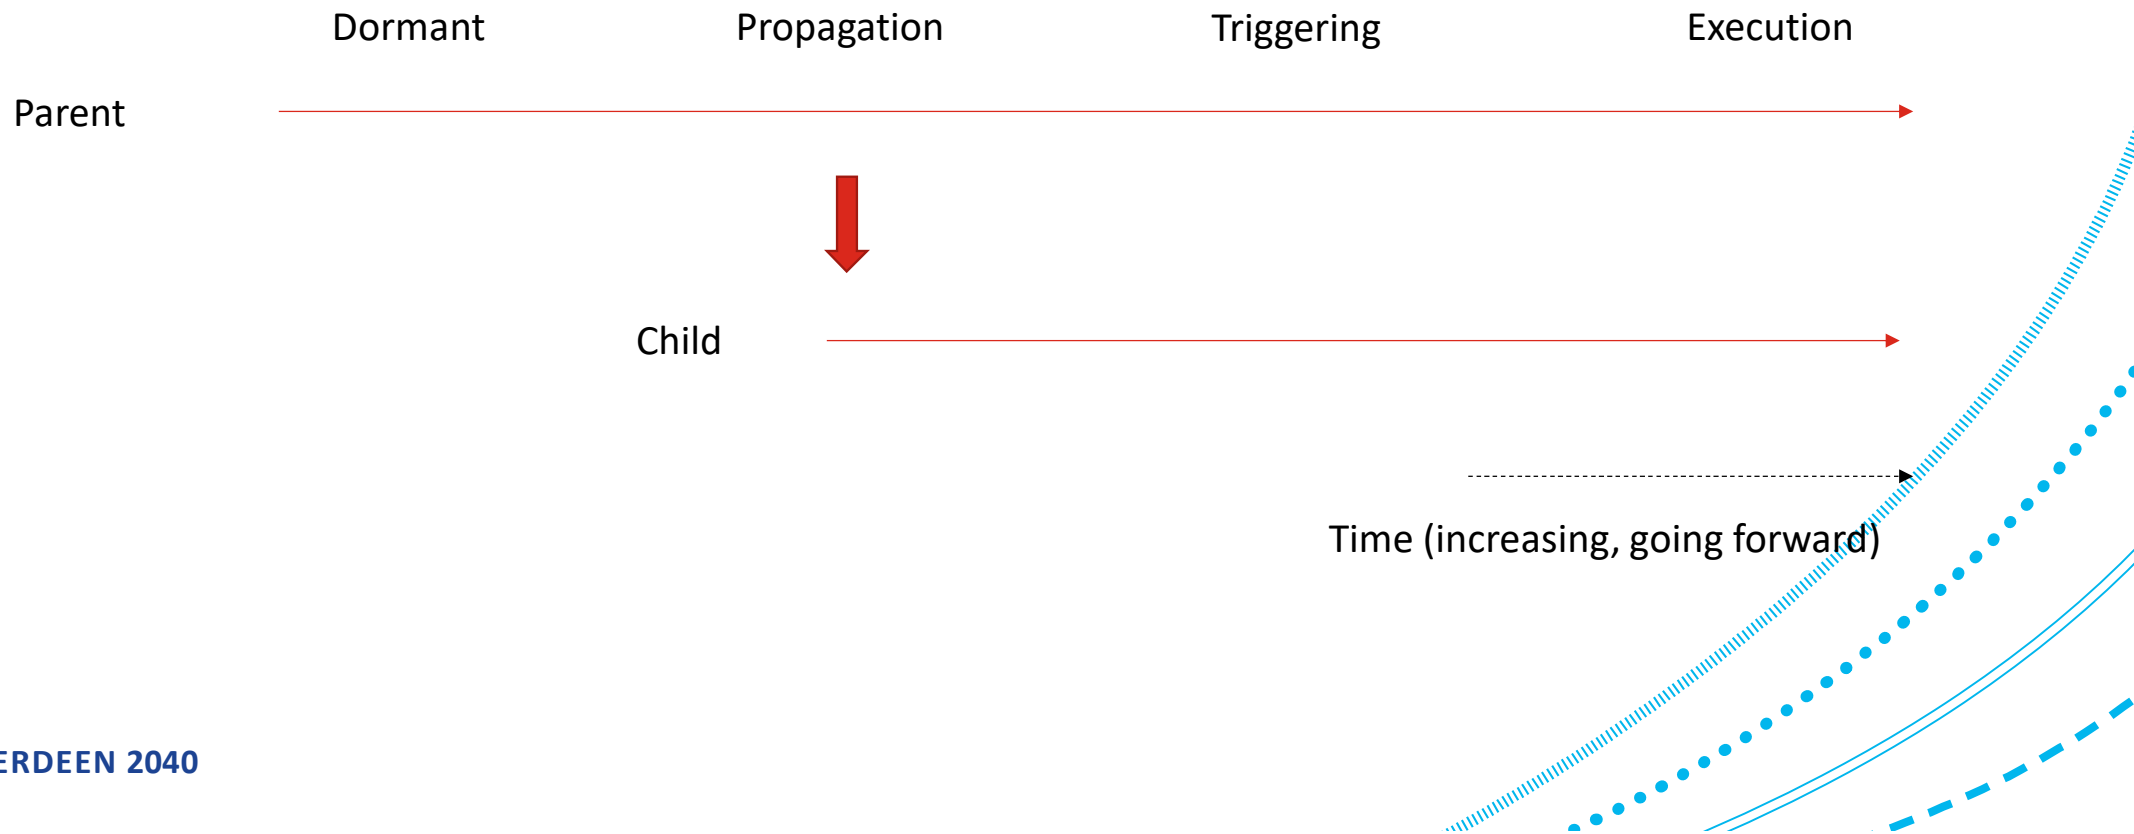 Dormant Propagation Triggering Execution
Parent
Child
Time (increasing, going forward)
ERDEEN 2040